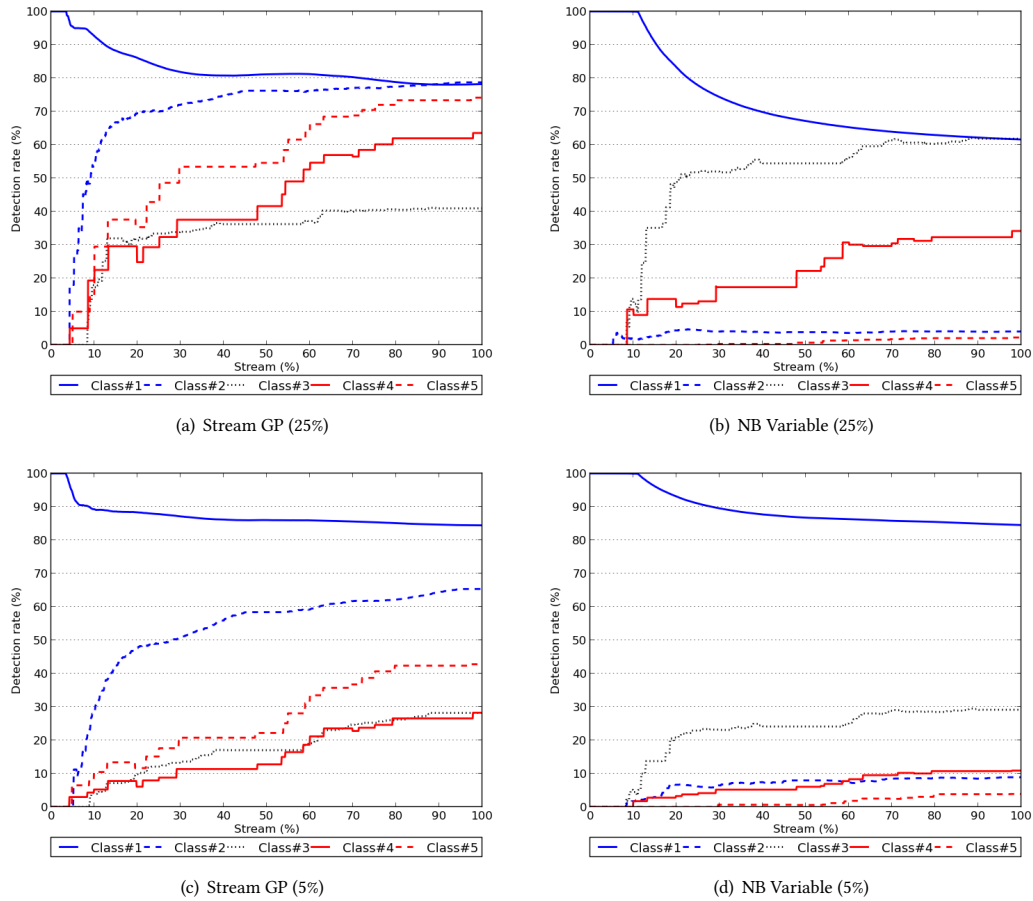 100
90
80
70
60
50
40
30
20
10
0
Detection rate (%)
0 10 20 30 40 50 60 70 80 90 100
Stream (%)
Class#1 Class#2 Class#3 Class#4 Class#5
(a) Stream GP (25%)
100
90
80
70
60
50
40
30
20
10
0
Detection rate (%)
0 10 20 30 40 50 60 70 80 90 100
Stream (%)
Class#1 Class#2 Class#3 Class#4 Class#5
(b) NB Variable (25%)
100
90
80
70
60
50
40
30
20
10
0
Detection rate (%)
0 10 20 30 40 50 60 70 80 90 100
Stream (%)
Class#1 Class#2 Class#3 Class#4 Class#5
(c) Stream GP (5%)
100
90
80
70
60
50
40
30
20
10
0
Detection rate (%)
0 10 20 30 40 50 60 70 80 90 100
Stream (%)
Class#1 Class#2 Class#3 Class#4 Class#5
(d) NB Variable (5%)